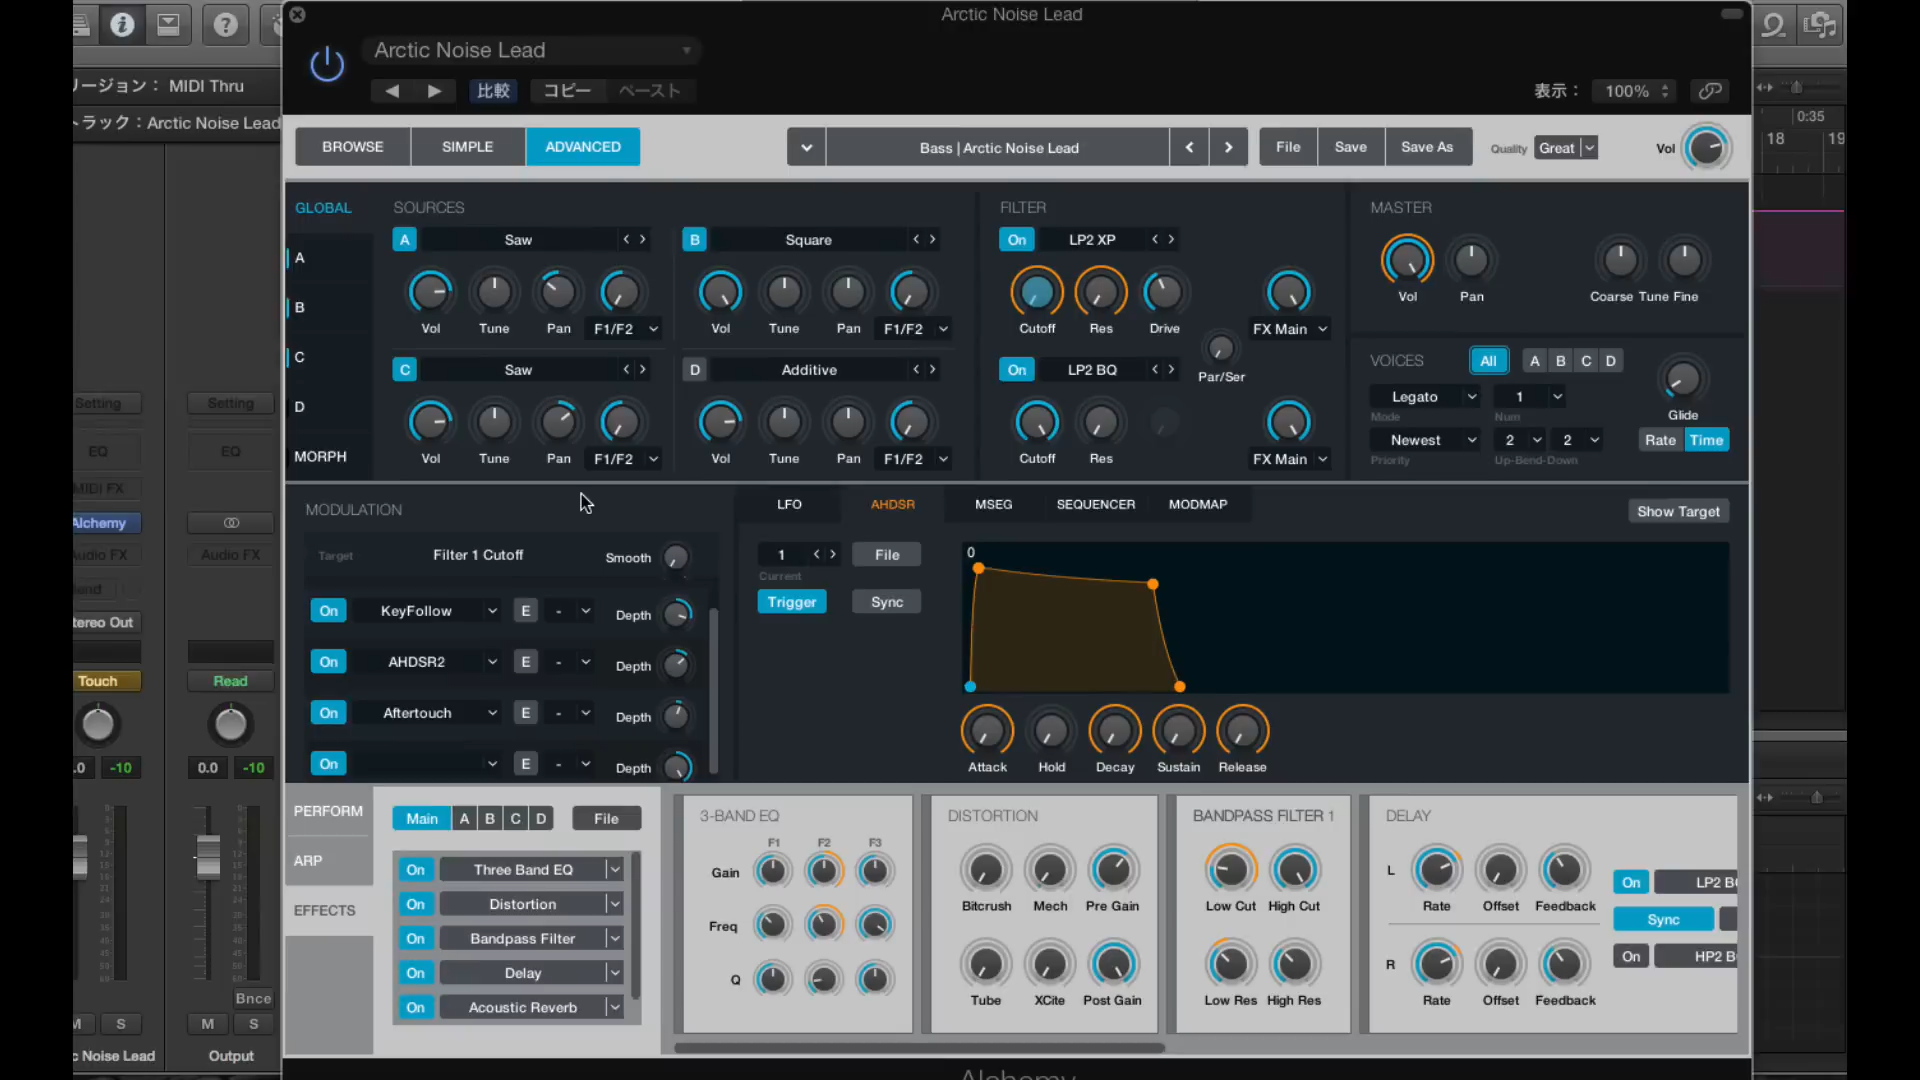 Arctic Noise Lead
Arctic Noise Lead
比較
コピー
ペースト
表示：
100%
リージョン： MIDI Thru
トラック：Arctic Noise Lead
0:35
18
19
BROWSE
SIMPLE
ADVANCED
Bass | Arctic Noise Lead
File
Save
Save As
Quality
Great
Vol
GLOBAL
A
B
C
D
MORPH
SOURCES
A
Saw
Vol
Tune
Pan
F1/F2
B
Square
Vol
Tune
Pan
F1/F2
C
Saw
Vol
Tune
Pan
F1/F2
D
Additive
Vol
Tune
Pan
F1/F2
FILTER
On
LP2 XP
Cutoff
Res
Drive
FX Main
On
LP2 BQ
Par/Ser
Cutoff
Res
FX Main
MASTER
Vol
Pan
Coarse Tune Fine
VOICES
All
A
B
C
D
Legato
1
Mode
Num
Newest
2
2
Priority
Up-Bend-Down
Glide
Rate
Time
MODULATION
Target
Filter 1 Cutoff
Smooth
On
KeyFollow
E
-
Depth
On
AHDSR2
E
-
Depth
On
Aftertouch
E
-
Depth
On
E
-
Depth
LFO
AHDSR
MSEG
SEQUENCER
MODMAP
Show Target
1
File
Current
Trigger
Sync
0
Attack
Hold
Decay
Sustain
Release
PERFORM
ARP
EFFECTS
Main
A
B
C
D
File
On
Three Band EQ
On
Distortion
On
Bandpass Filter
On
Delay
On
Acoustic Reverb
3-BAND EQ
F1
F2
F3
Gain
Freq
Q
DISTORTION
Bitcrush
Mech
Pre Gain
Tube
XCite
Post Gain
BANDPASS FILTER 1
Low Cut
High Cut
Low Res
High Res
DELAY
L
Rate
Offset
Feedback
R
Rate
Offset
Feedback
On
LP2 B
Sync
On
HP2 B
Setting
Setting
EQ
EQ
MIDI FX
Alchemy
Audio FX
Audio FX
tereo Out
Touch
Read
.0
-10
0.0
-10
Bnce
M
S
M
S
c Noise Lead
Output
Alchemy